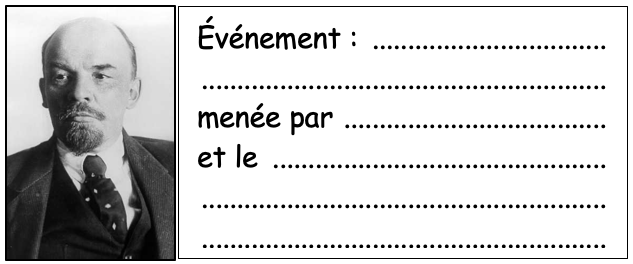 Événement : .................................
.........................................................
menée par .....................................
et le ...............................................
.........................................................
.........................................................